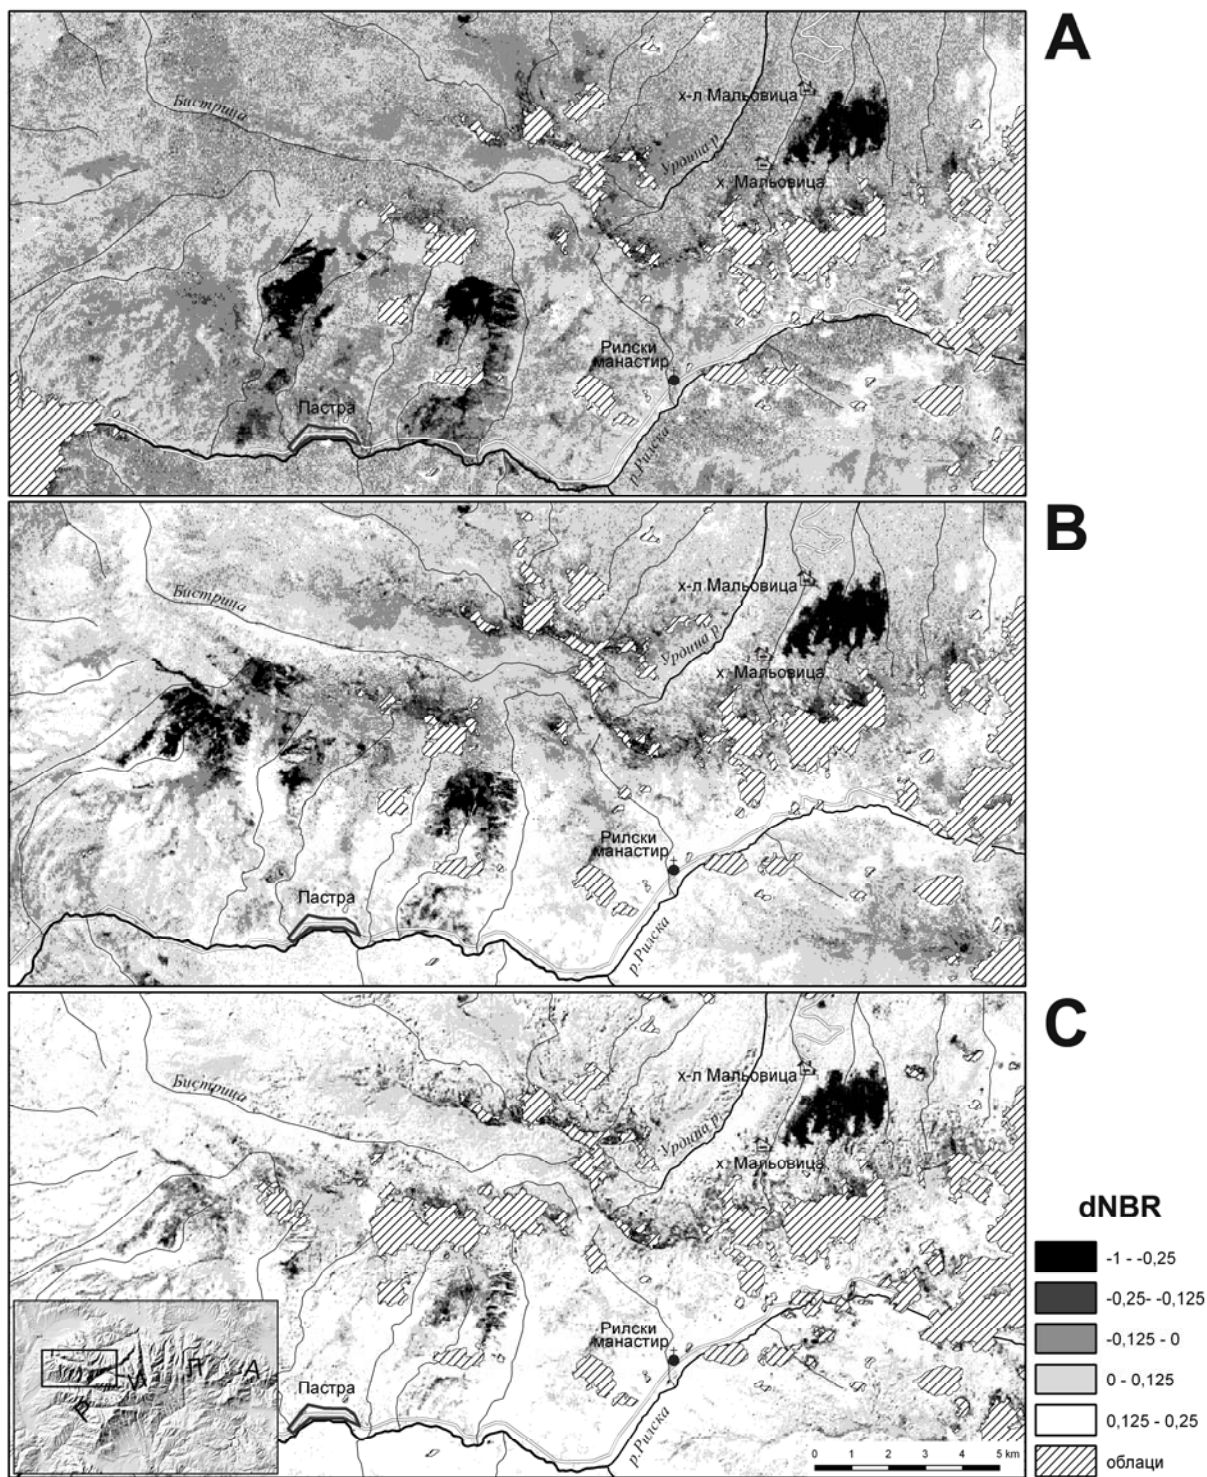 A
х-л Мальовица
Бистрица
Урдина р.
х. Мальовица
Рилски
манастир
Пастра
р.Рилска
B
х-л Мальовица
Бистрица
Урдина р.
х. Мальовица
Рилски
манастир
Пастра
р.Рилска
C
х-л Мальовица
Бистрица
Урдина р.
х. Мальовица
Рилски
манастир
Пастра
р.Рилска
Р И Л А
0 1 2 3 4 5 km
dNBR
-1 - -0,25
-0,25- -0,125
-0,125 - 0
0 - 0,125
0,125 - 0,25
облаци